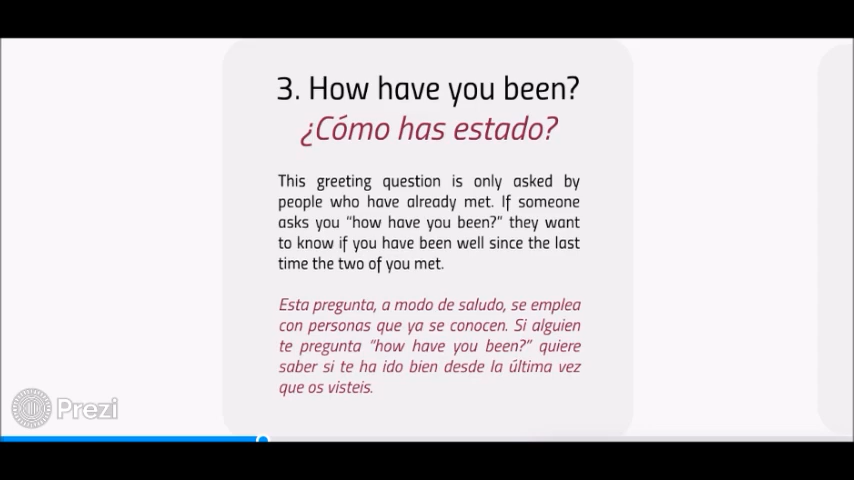 3. How have you been?
¿Cómo has estado?
This greeting question is only asked by
people who have already met. If someone
asks you “how have you been?” they want
to know if you have been well since the last
time the two of you met.
Esta pregunta, a modo de saludo, se emplea
con personas que ya se conocen. Si alguien
te pregunta “how have you been?” quiere
saber si te ha ido bien desde la última vez
que os visteis.
Prezi